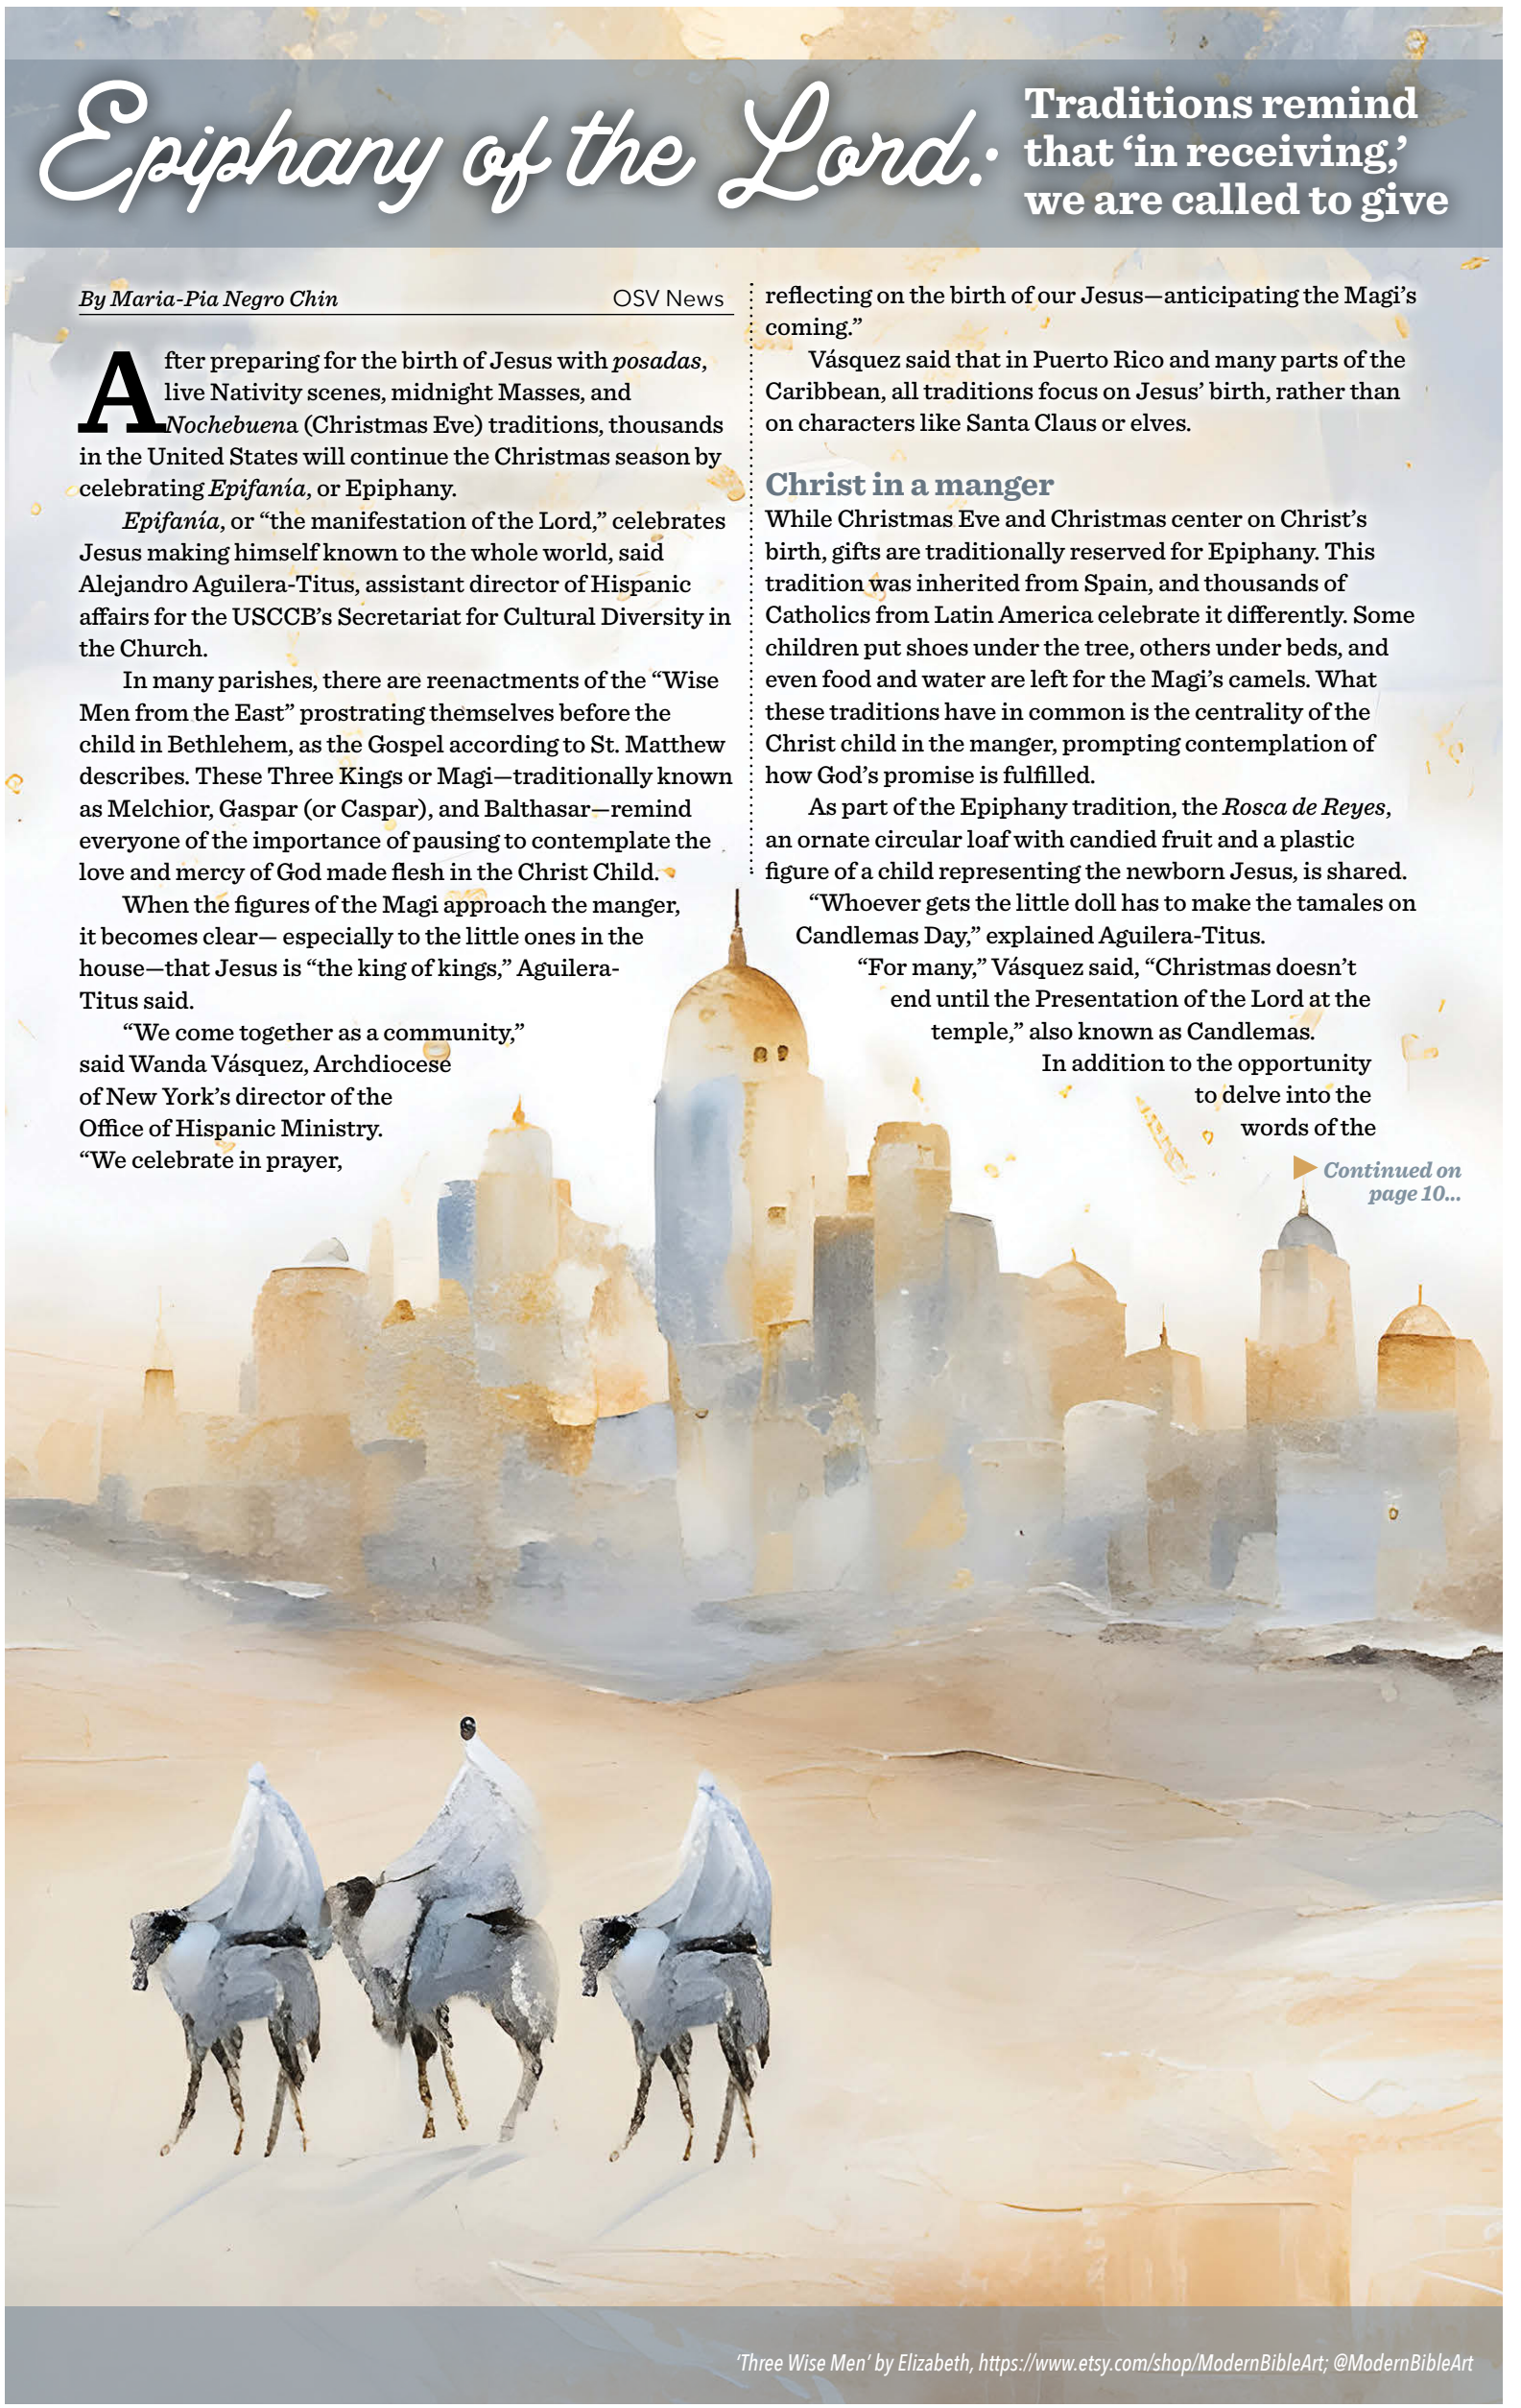 Epiphany of the Lord:
Traditions remind
that ‘in receiving,’
we are called to give
By Maria-Pia Negro Chin
OSV News
After preparing for the birth of Jesus with posadas,
live Nativity scenes, midnight Masses, and
Nochebuena (Christmas Eve) traditions, thousands
in the United States will continue the Christmas season by
celebrating Epifanía, or Epiphany.
Epifanía, or “the manifestation of the Lord,” celebrates
Jesus making himself known to the whole world, said
Alejandro Aguilera-Titus, assistant director of Hispanic
affairs for the USCCB’s Secretariat for Cultural Diversity in
the Church.
In many parishes, there are reenactments of the “Wise
Men from the East” prostrating themselves before the
child in Bethlehem, as the Gospel according to St. Matthew
describes. These Three Kings or Magi—traditionally known
as Melchior, Gaspar (or Caspar), and Balthasar—remind
everyone of the importance of pausing to contemplate the
love and mercy of God made flesh in the Christ Child.
When the figures of the Magi approach the manger,
it becomes clear— especially to the little ones in the
house—that Jesus is “the king of kings,” Aguilera-
Titus said.
“We come together as a community,”
said Wanda Vásquez, Archdiocese
of New York’s director of the
Office of Hispanic Ministry.
“We celebrate in prayer,
reflecting on the birth of our Jesus—anticipating the Magi’s
coming.”
Vásquez said that in Puerto Rico and many parts of the
Caribbean, all traditions focus on Jesus’ birth, rather than
on characters like Santa Claus or elves.
Christ in a manger
While Christmas Eve and Christmas center on Christ’s
birth, gifts are traditionally reserved for Epiphany. This
tradition was inherited from Spain, and thousands of
Catholics from Latin America celebrate it differently. Some
children put shoes under the tree, others under beds, and
even food and water are left for the Magi’s camels. What
these traditions have in common is the centrality of the
Christ child in the manger, prompting contemplation of
how God’s promise is fulfilled.
As part of the Epiphany tradition, the Rosca de Reyes,
an ornate circular loaf with candied fruit and a plastic
figure of a child representing the newborn Jesus, is shared.
“Whoever gets the little doll has to make the tamales on
Candlemas Day,” explained Aguilera-Titus.
“For many,” Vásquez said, “Christmas doesn’t
end until the Presentation of the Lord at the
temple,” also known as Candlemas.
In addition to the opportunity
to delve into the
words of the
Continued on
page 10...
‘Three Wise Men’ by Elizabeth, https://www.etsy.com/shop/ModernBibleArt; @ModernBibleArt